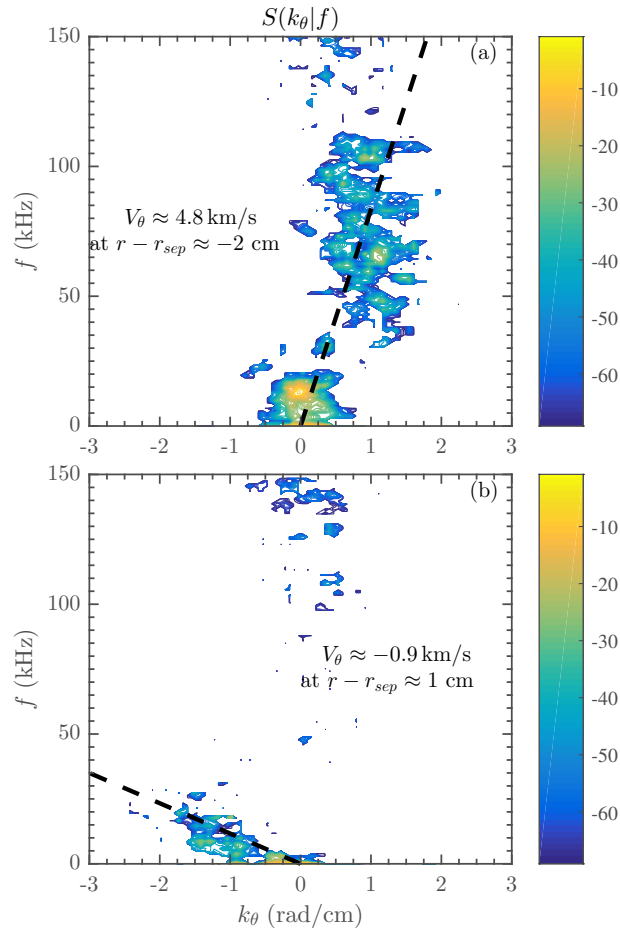 S(k_θ|f)
(a)
150
100
50
0
f (kHz)
V_θ ≈ 4.8 km/s
at r − r_sep ≈ −2 cm
-3 -2 -1 0 1 2 3
-10
-20
-30
-40
-50
-60
(b)
150
100
50
0
f (kHz)
V_θ ≈ −0.9 km/s
at r − r_sep ≈ 1 cm
-3 -2 -1 0 1 2 3
k_θ (rad/cm)
-10
-20
-30
-40
-50
-60